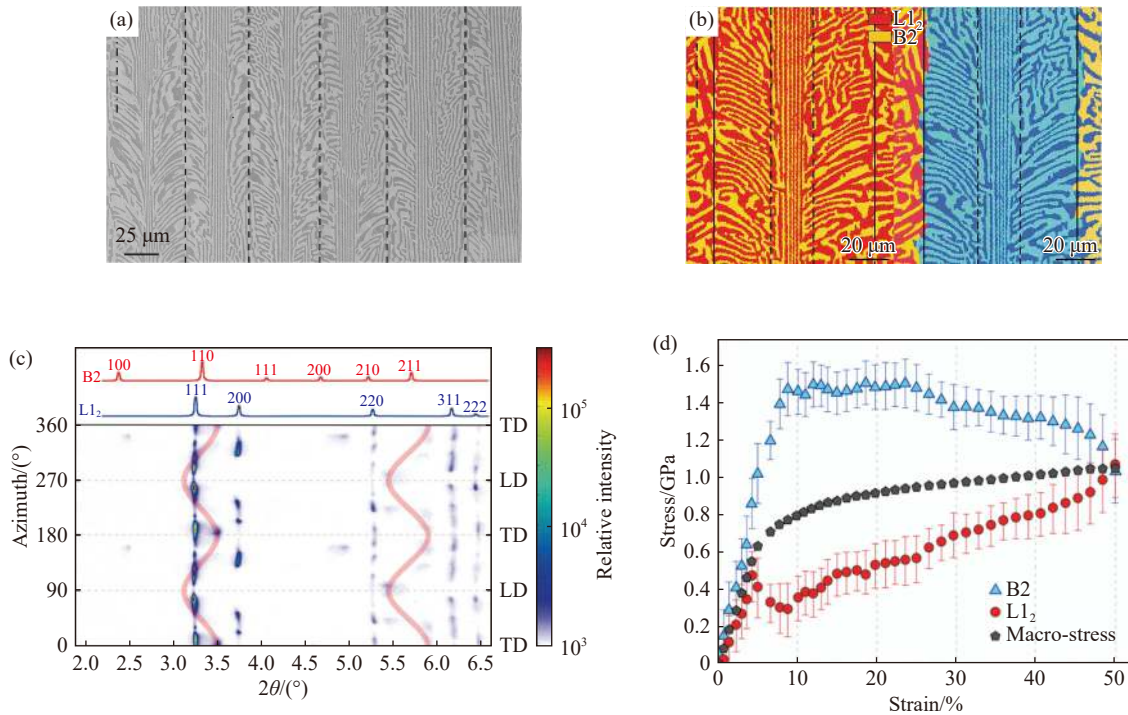 (a)
25 μm
(b)
L1₂
B2
20 μm
20 μm
(c)
B2
100
110
111
200
210
211
L1₂
111
200
220
311
222
Azimuth/(°)
360
270
180
90
0
TD
LD
TD
LD
TD
2.0 2.5 3.0 3.5 4.0 4.5 5.0 5.5 6.0 6.5
2θ/(°)
10⁵
10⁴
10³
Relative intensity
(d)
Stress/GPa
1.6
1.4
1.2
1.0
0.8
0.6
0.4
0.2
0
B2
L1₂
Macro-stress
0 10 20 30 40 50
Strain/%